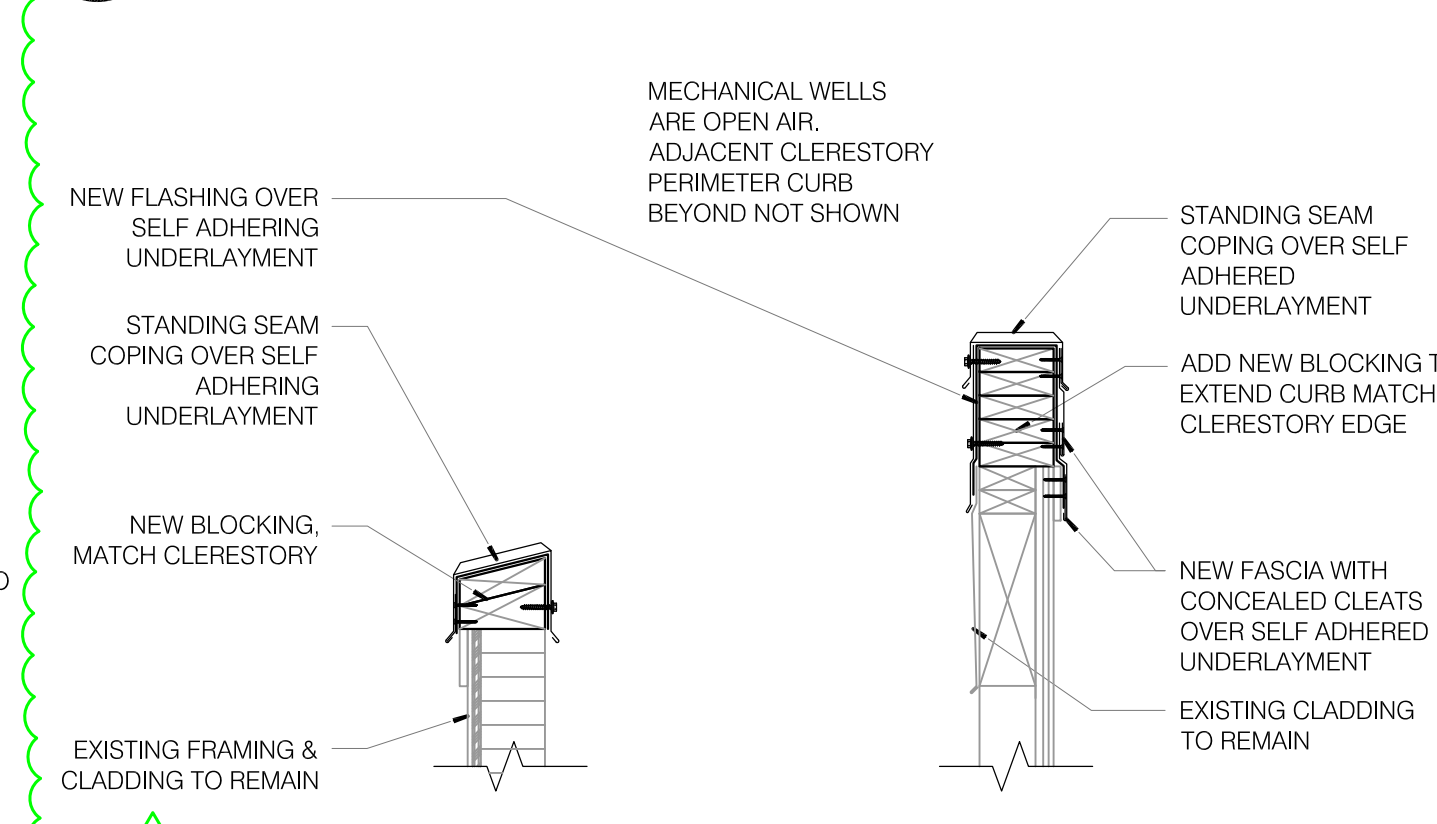 MECHANICAL WELLS
ARE OPEN AIR.
ADJACENT CLERESTORY
PERIMETER CURB
BEYOND NOT SHOWN
NEW FLASHING OVER
SELF ADHERING
UNDERLAYMENT
STANDING SEAM
COPING OVER SELF
ADHERING
UNDERLAYMENT
NEW BLOCKING,
MATCH CLERESTORY
EXISTING FRAMING &
CLADDING TO REMAIN
STANDING SEAM
COPING OVER SELF
ADHERED
UNDERLAYMENT
ADD NEW BLOCKING
EXTEND CURB MATCH
CLERESTORY EDGE
NEW FASCIA WITH
CONCEALED CLEATS
OVER SELF ADHERED
UNDERLAYMENT
EXISTING CLADDING
TO REMAIN